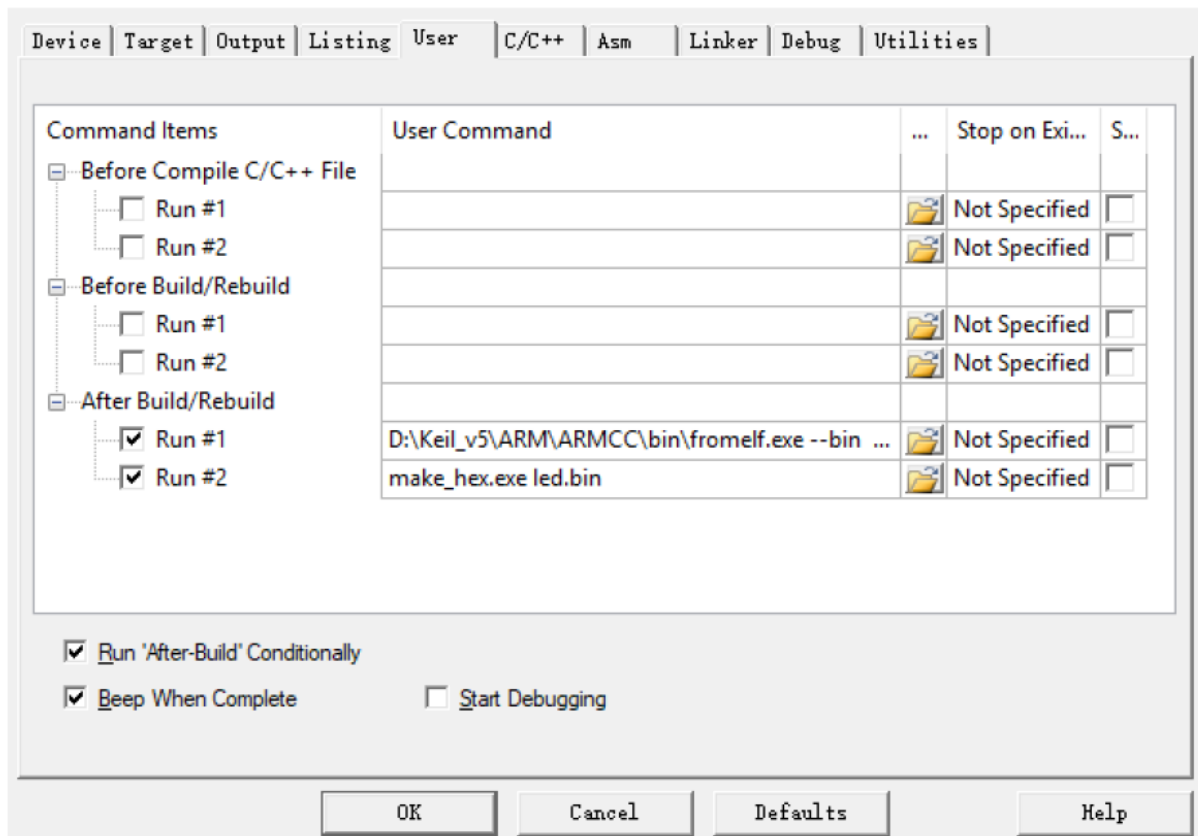 Device Target Output Listing User C/C++ Asm Linker Debug Utilities
Command Items User Command ... Stop on Exi... S...
Before Compile C/C++ File
Run #1 Not Specified
Run #2 Not Specified
Before Build/Rebuild
Run #1 Not Specified
Run #2 Not Specified
After Build/Rebuild
Run #1 D:\Keil_v5\ARM\ARMCC\bin\fromelf.exe --bin ... Not Specified
Run #2 make_hex.exe led.bin Not Specified
Run 'After-Build' Conditionally
Beep When Complete Start Debugging
OK Cancel Defaults Help